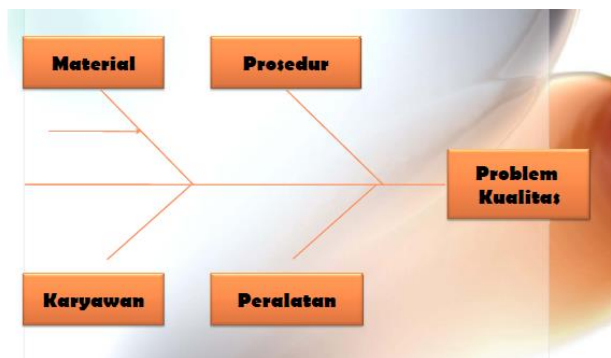 Material
Prosedur
Problem
Kualitas
Karyawan
Peralatan